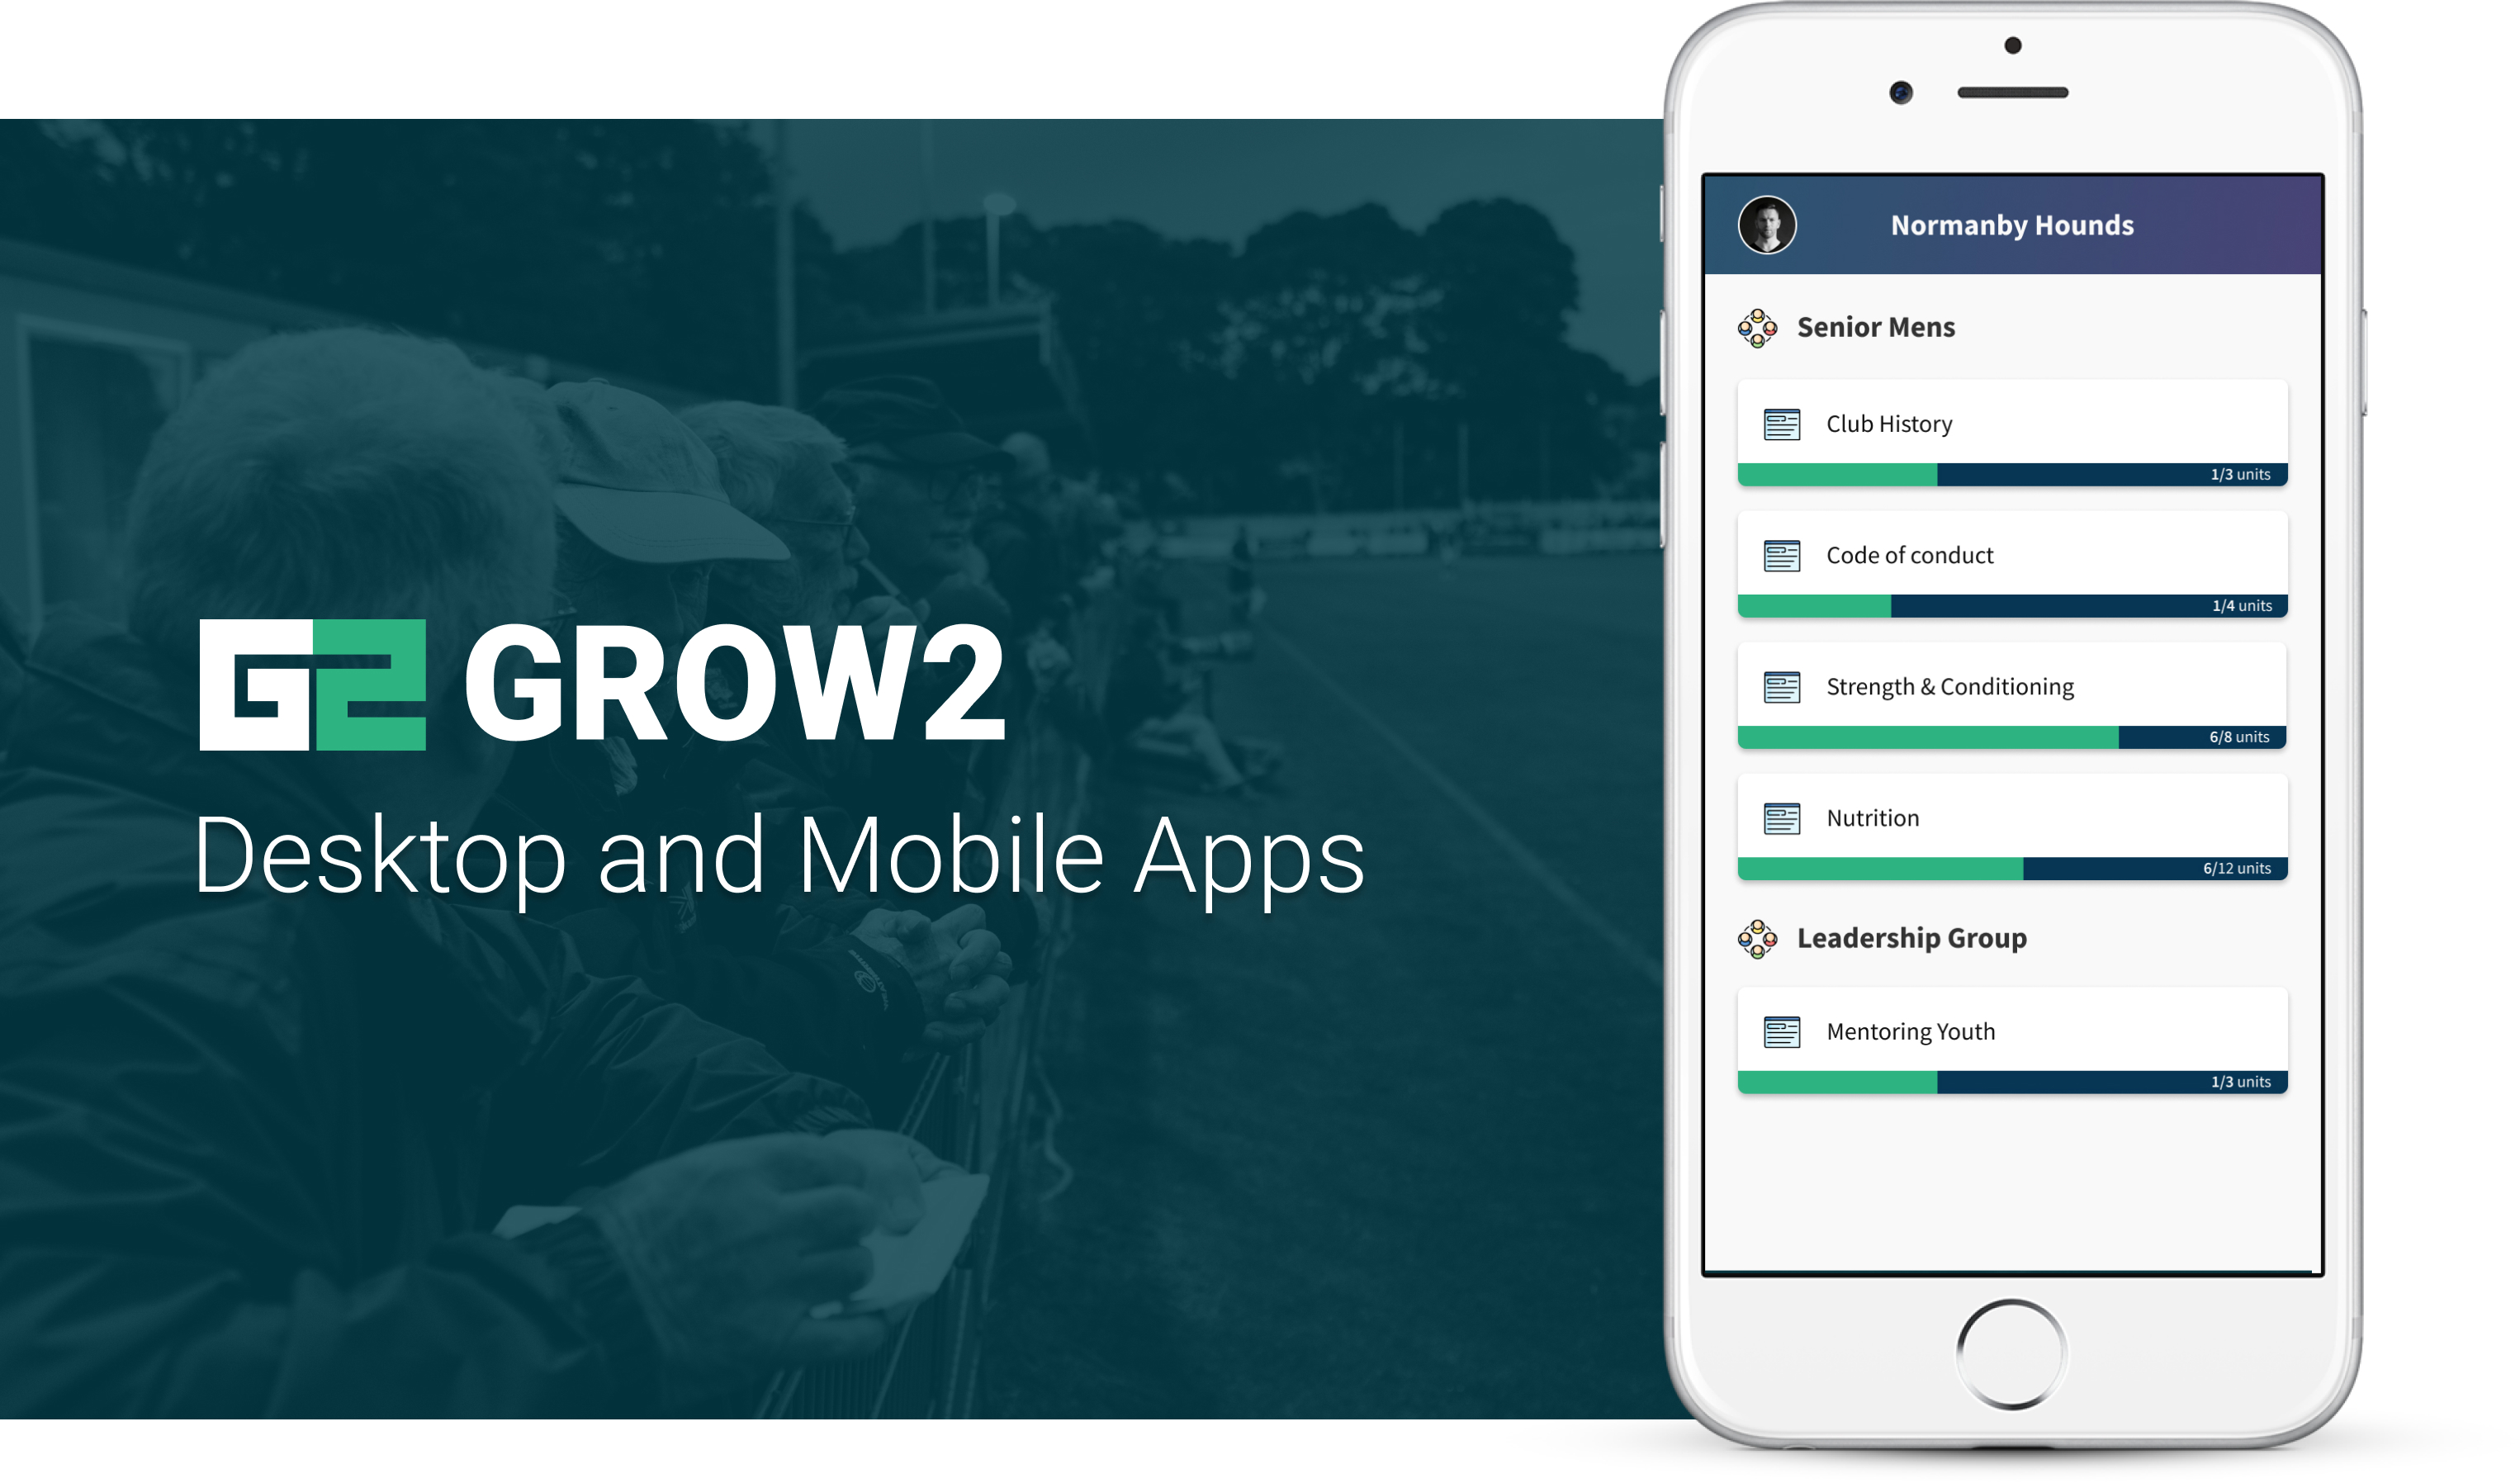 G2 GROW2
Desktop and Mobile Apps
Normanby Hounds
Senior Mens
Club History
1/3 units
Code of conduct
1/4 units
Strength & Conditioning
6/8 units
Nutrition
6/12 units
Leadership Group
Mentoring Youth
1/3 units